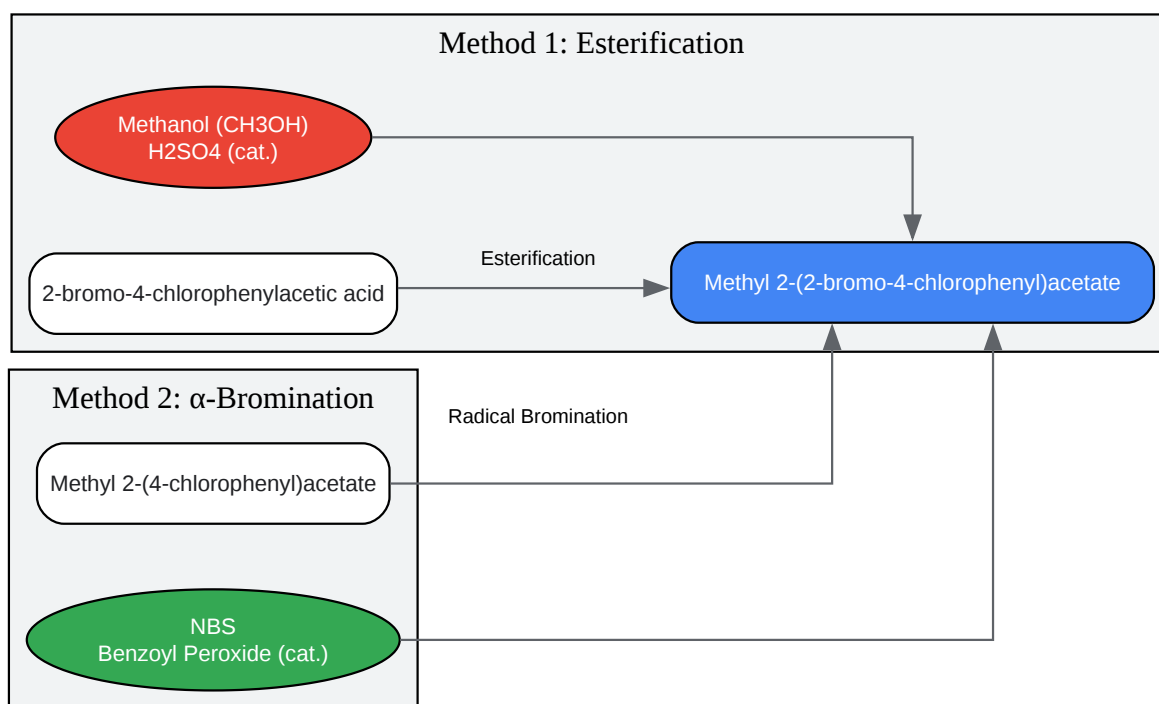 Method 1: Esterification
Methanol (CH3OH)
H2SO4 (cat.)
Esterification
2-bromo-4-chlorophenylacetic acid
Methyl 2-(2-bromo-4-chlorophenyl)acetate
Method 2: α-Bromination
Radical Bromination
Methyl 2-(4-chlorophenyl)acetate
NBS
Benzoyl Peroxide (cat.)